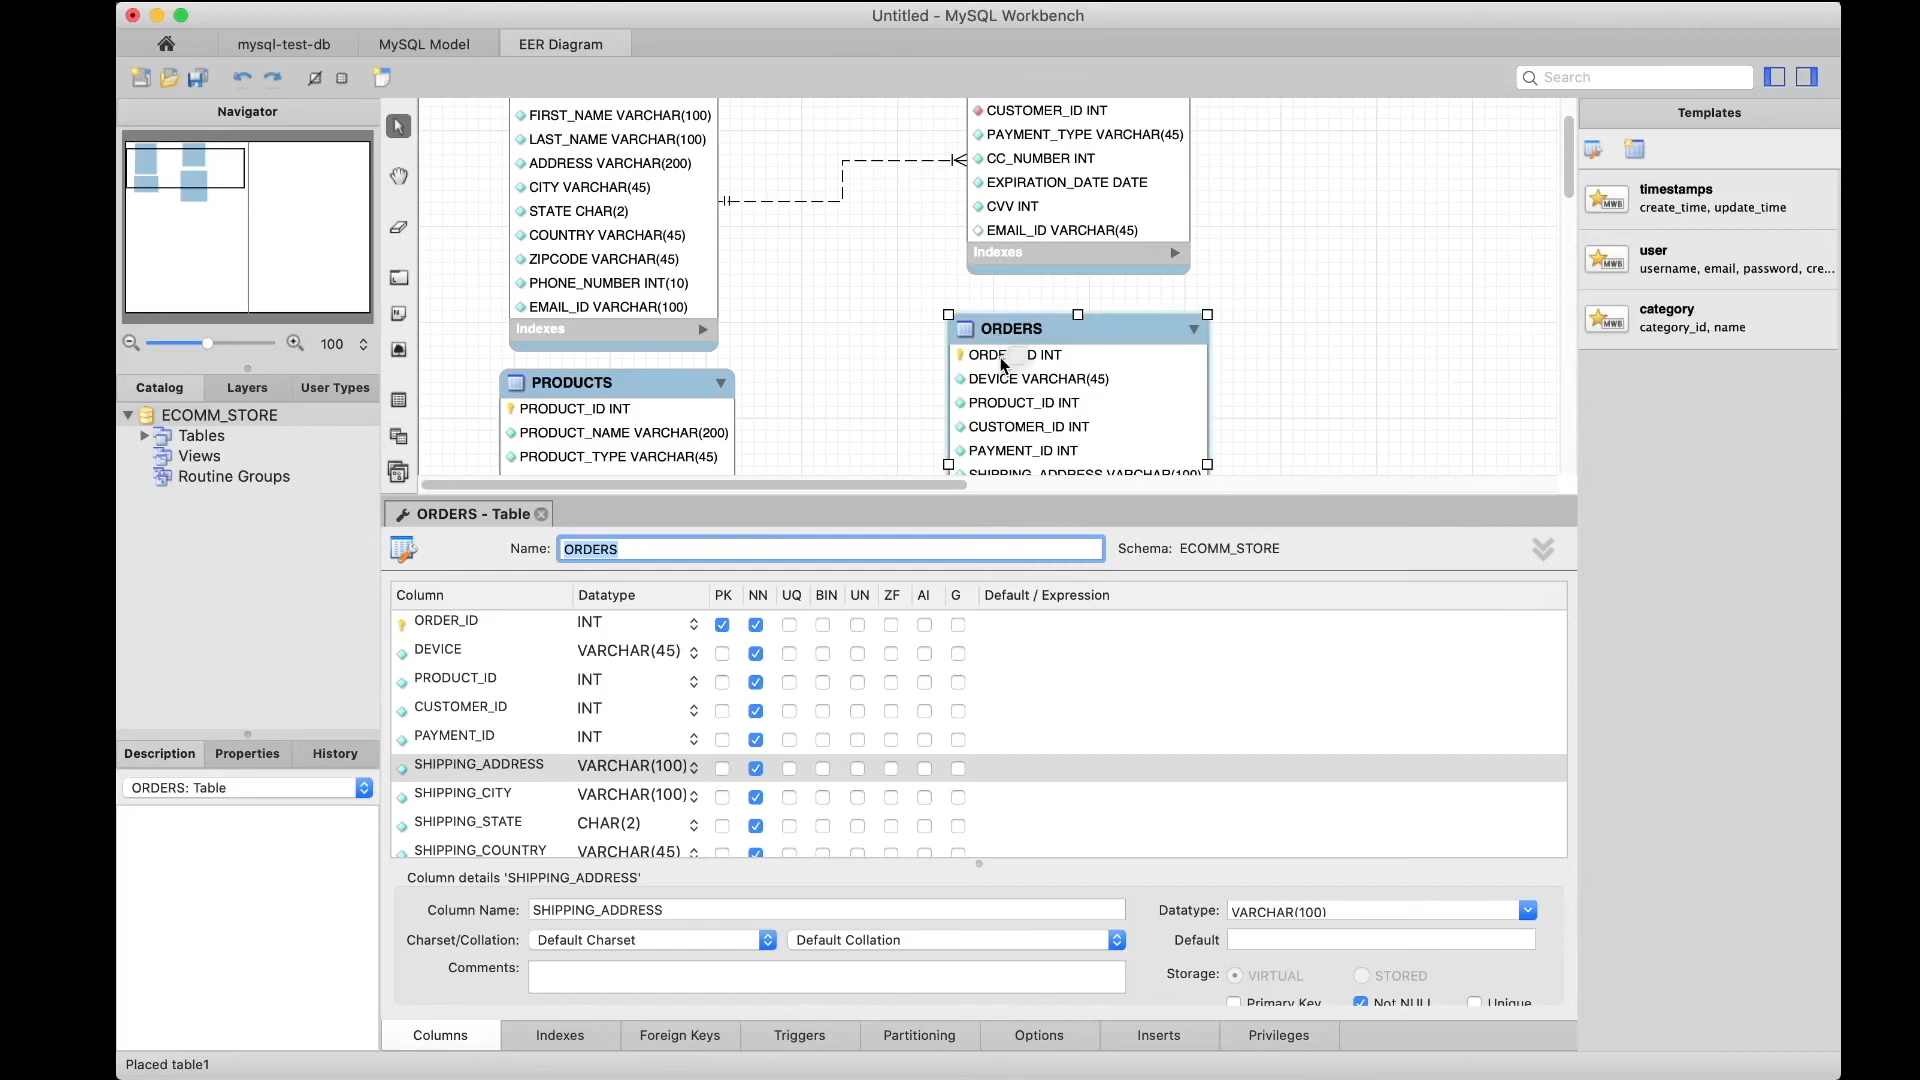 Untitled - MySQL Workbench
mysql-test-db
MySQL Model
EER Diagram
Search
Navigator
100
Catalog
Layers
User Types
ECOMM_STORE
Tables
Views
Routine Groups
Description
Properties
History
ORDERS: Table
FIRST_NAME VARCHAR(100)
LAST_NAME VARCHAR(100)
ADDRESS VARCHAR(200)
CITY VARCHAR(45)
STATE CHAR(2)
COUNTRY VARCHAR(45)
ZIPCODE VARCHAR(45)
PHONE_NUMBER INT(10)
EMAIL_ID VARCHAR(100)
Indexes
PRODUCTS
PRODUCT_ID INT
PRODUCT_NAME VARCHAR(200)
PRODUCT_TYPE VARCHAR(45)
CUSTOMER_ID INT
PAYMENT_TYPE VARCHAR(45)
CC_NUMBER INT
EXPIRATION_DATE DATE
CVV INT
EMAIL_ID VARCHAR(45)
Indexes
ORDERS
INT
DEVICE VARCHAR(45)
PRODUCT_ID INT
CUSTOMER_ID INT
PAYMENT_ID INT
SHIPPING_ADDRESS VARCHAR(100)
Templates
timestamps
create_time, update_time
user
username, email, password, cre...
category
category_id, name
ORDERS - Table
Name: ORDERS Schema: ECOMM_STORE
Column Datatype PK NN UQ BIN UN ZF AI G Default / Expression
ORDER_ID INT
DEVICE VARCHAR(45)
PRODUCT_ID INT
CUSTOMER_ID INT
PAYMENT_ID INT
SHIPPING_ADDRESS VARCHAR(100)
SHIPPING_CITY VARCHAR(100)
SHIPPING_STATE CHAR(2)
SHIPPING_COUNTRY VARCHAR(45)
Column details 'SHIPPING_ADDRESS'
Column Name: SHIPPING_ADDRESS Datatype: VARCHAR(100)
Charset/Collation: Default Charset Default Collation Default
Comments: Storage: VIRTUAL STORED
Primary Key Not NULL Unique
Columns Indexes Foreign Keys Triggers Partitioning Options Inserts Privileges
Placed table1